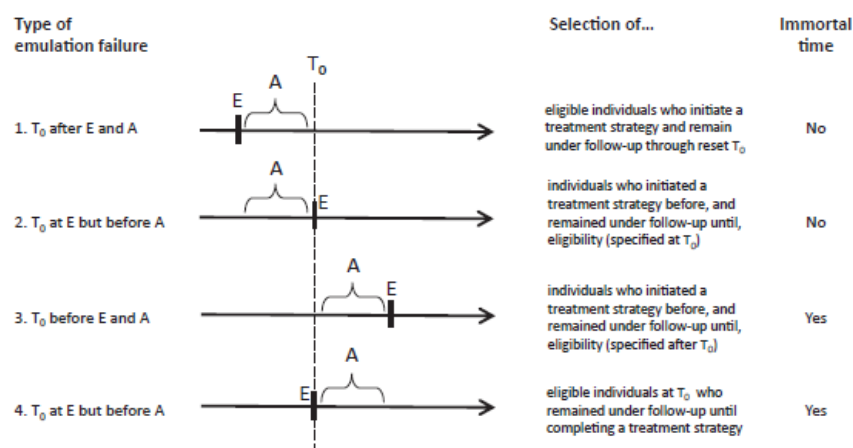 Type of
emulation failure
Selection of...
Immortal
time
T₀
A
E
1. T₀ after E and A
eligible individuals who initiate a
treatment strategy and remain
under follow-up through reset T₀
No
A
E
2. T₀ at E but before A
individuals who initiated a
treatment strategy before, and
remained under follow-up until,
eligibility (specified at T₀)
No
A
E
3. T₀ before E and A
individuals who initiated a
treatment strategy before, and
remained under follow-up until,
eligibility (specified after T₀)
Yes
A
E
4. T₀ at E but before A
eligible individuals at T₀ who
remained under follow-up until
completing a treatment strategy
Yes